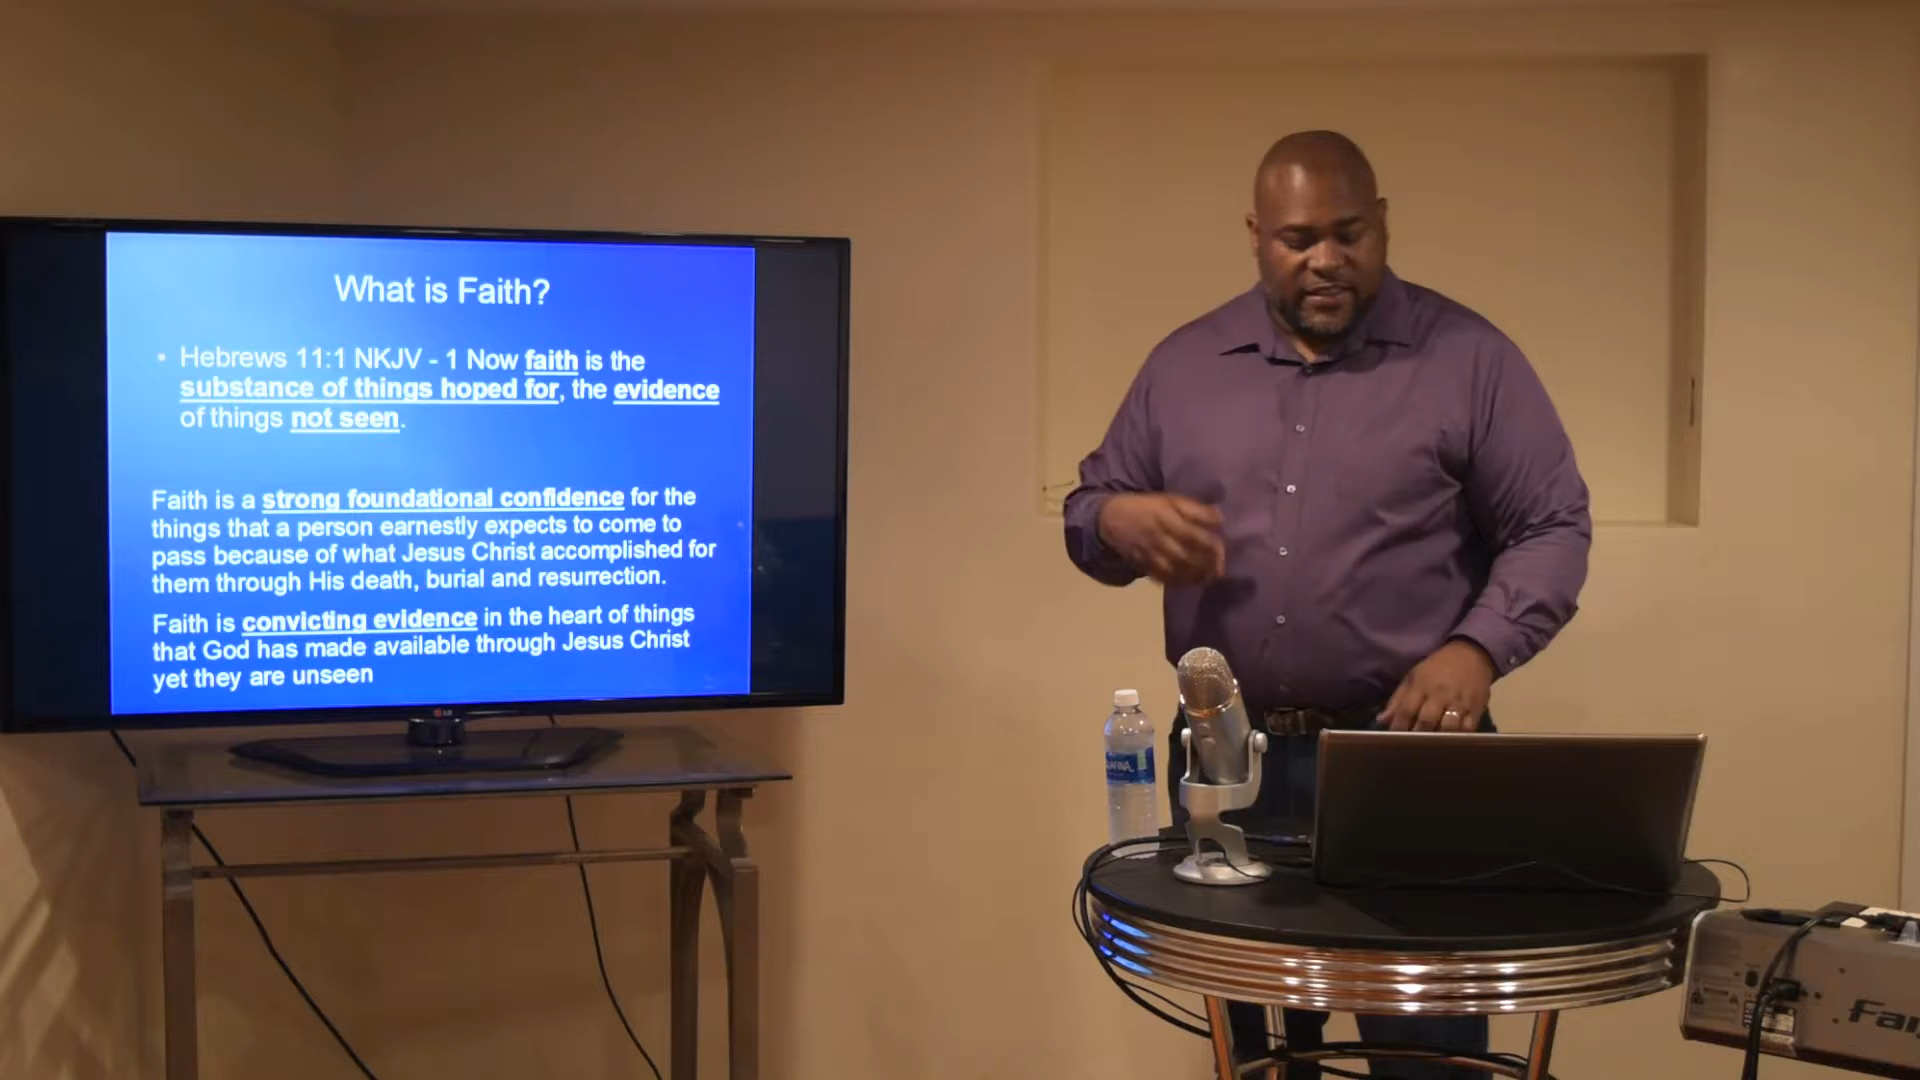 What is Faith?
• Hebrews 11:1 NKJV - 1 Now faith is the
substance of things hoped for, the evidence
of things not seen.
Faith is a strong foundational confidence for the
things that a person earnestly expects to come to
pass because of what Jesus Christ accomplished for
them through His death, burial and resurrection.
Faith is convicting evidence in the heart of things
that God has made available through Jesus Christ
yet they are unseen
LG